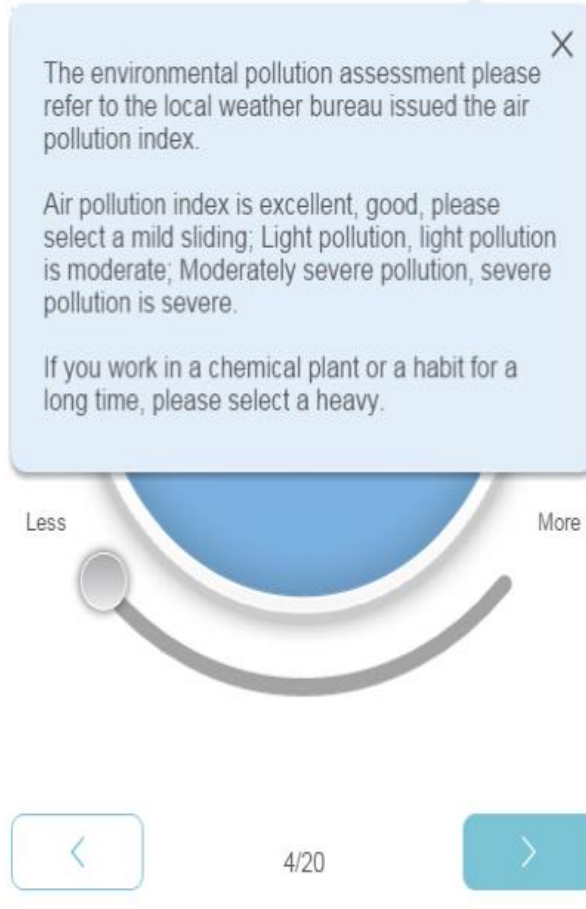 The environmental pollution assessment please
refer to the local weather bureau issued the air
pollution index.
Air pollution index is excellent, good, please
select a mild sliding; Light pollution, light pollution
is moderate; Moderately severe pollution, severe
pollution is severe.
If you work in a chemical plant or a habit for a
long time, please select a heavy.
Less
More
4/20